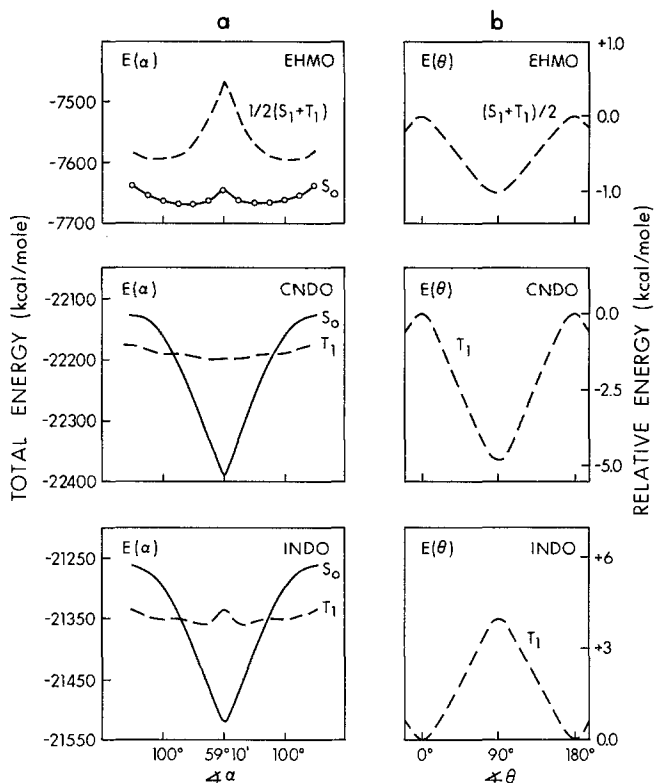 a
b
E(α) EHMO
1/2(S1+T1)
S0
-7500
-7600
-7700
E(θ) EHMO
(S1+T1)/2
+1.0
0.0
-1.0
E(α) CNDO
S0
T1
-22100
-22200
-22300
-22400
E(θ) CNDO
T1
0.0
-2.5
-5.0
E(α) INDO
S0
T1
-21250
-21350
-21450
-21550
100° 59°10' 100°
∡ α
E(θ) INDO
T1
+6
+3
0.0
0° 90° 180°
∡ θ
TOTAL ENERGY (kcal/mole)
RELATIVE ENERGY (kcal/mole)